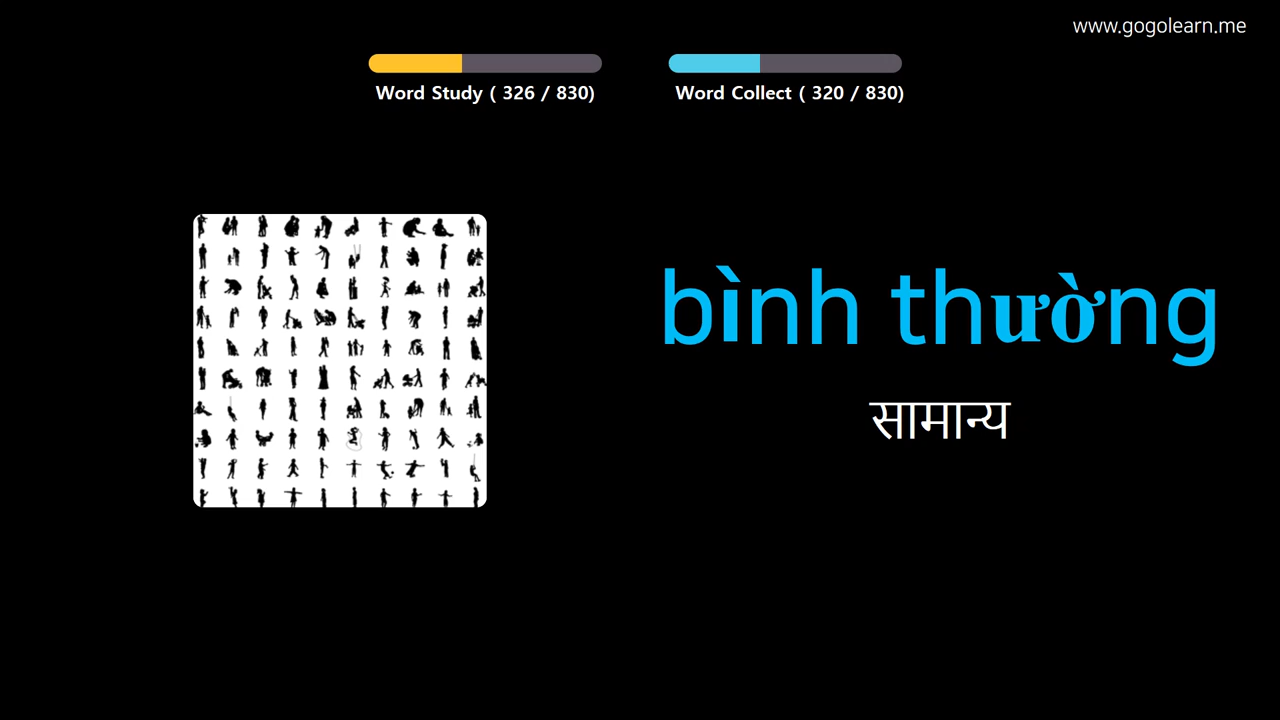 www.gogolearn.me
Word Study ( 326 / 830)
Word Collect ( 320 / 830)
bình thường
सामान्य